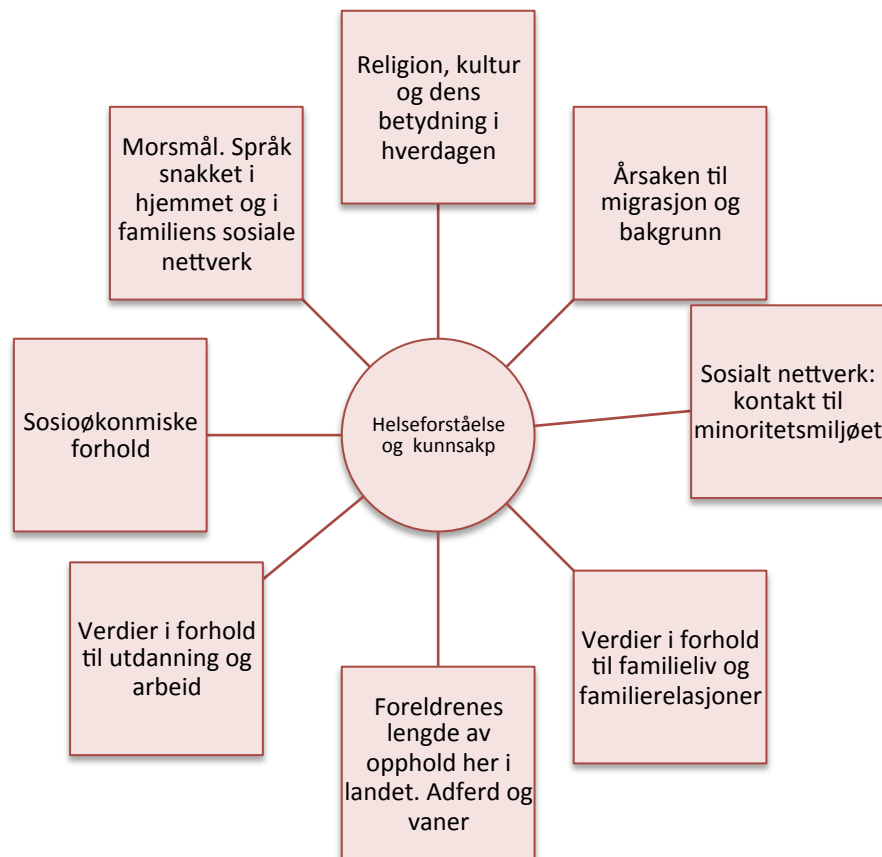 Religion, kultur
og dens
betydning i
hverdagen
Årsaken til
migrasjon og
bakgrunn
Sosialt nettverk:
kontakt til
minoritetsmiljøet
Verdier i forhold
til familieliv og
familierelasjoner
Foreldrenes
lengde av
opphold her i
landet. Adferd og
vaner
Verdier i forhold
til utdanning og
arbeid
Sosioøkonmiske
forhold
Morsmål. Språk
snakket i
hjemmet og i
familiens sosiale
nettverk
Helseforståelse
og kunnsakp